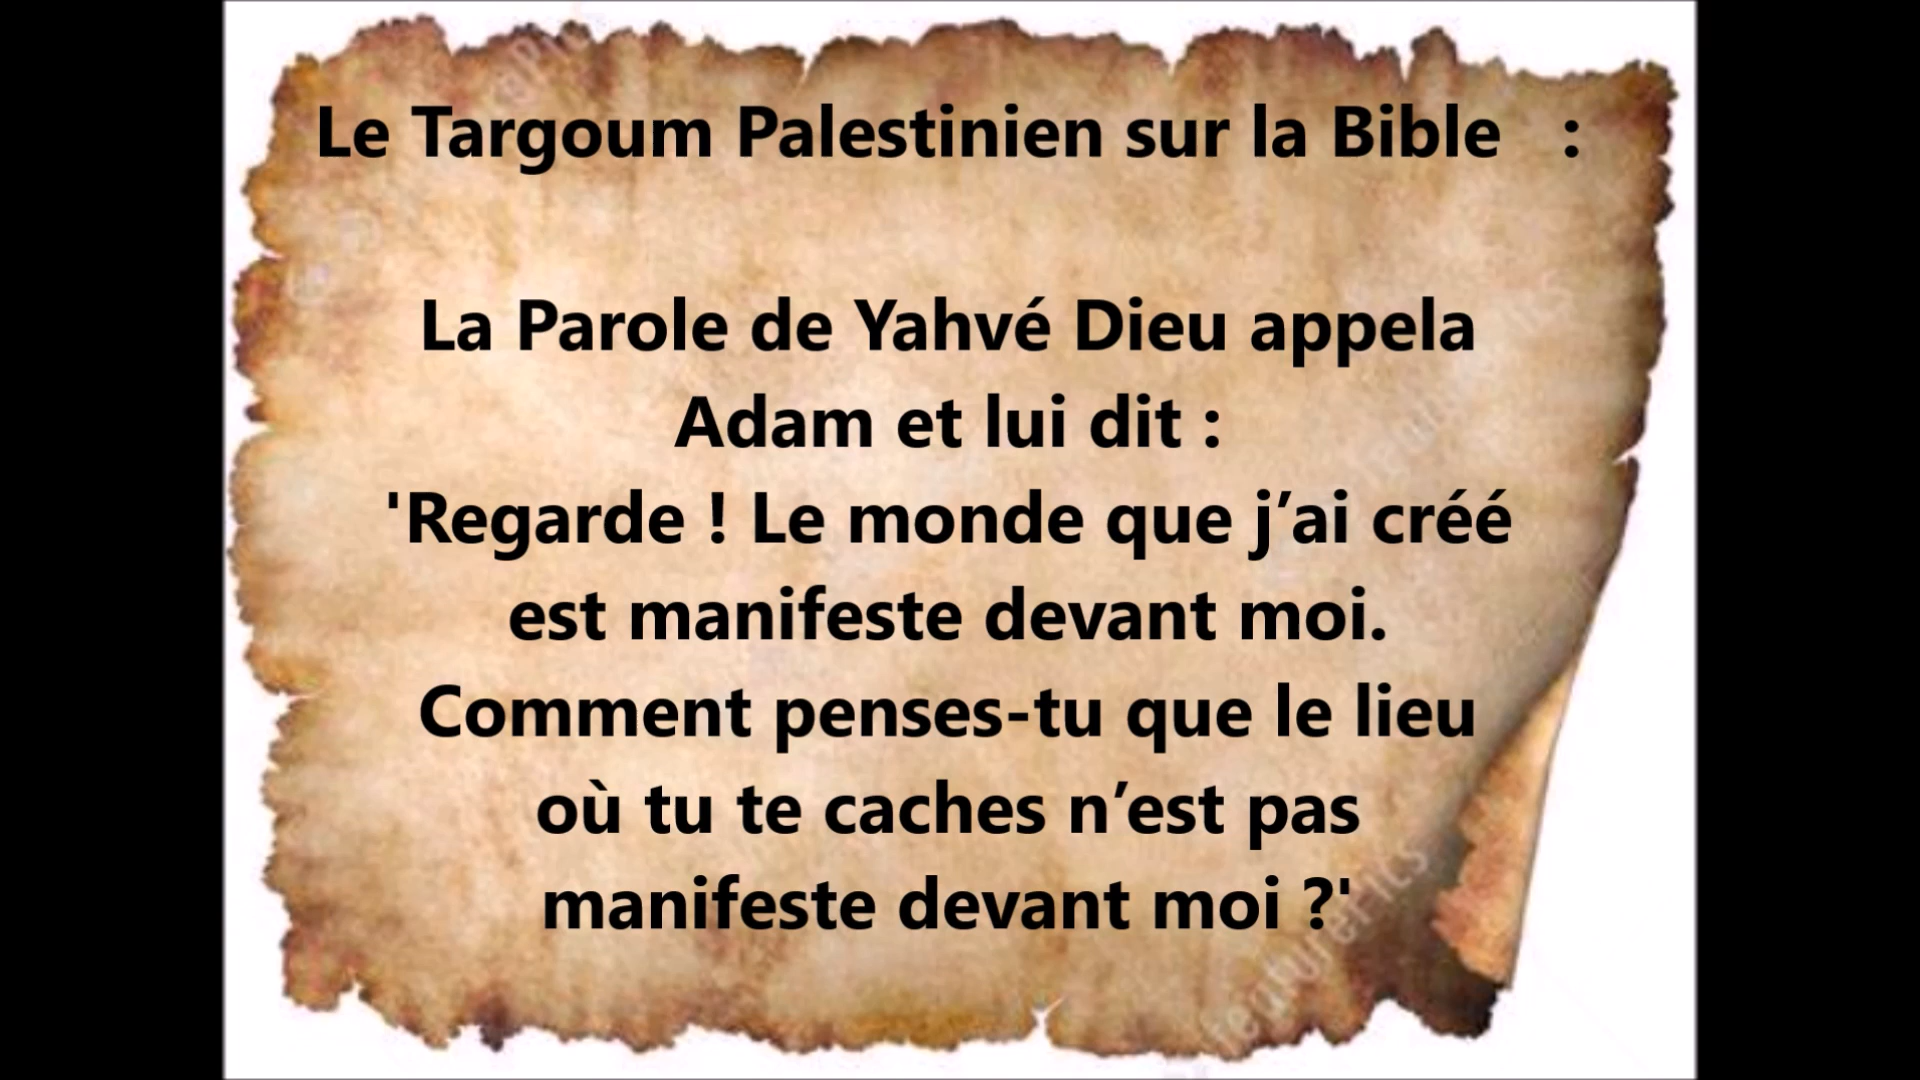 Le Targoum Palestinien sur la Bible :
La Parole de Yahvé Dieu appela
Adam et lui dit :
'Regarde ! Le monde que j’ai créé
est manifeste devant moi.
Comment penses-tu que le lieu
où tu te caches n’est pas
manifeste devant moi ?'